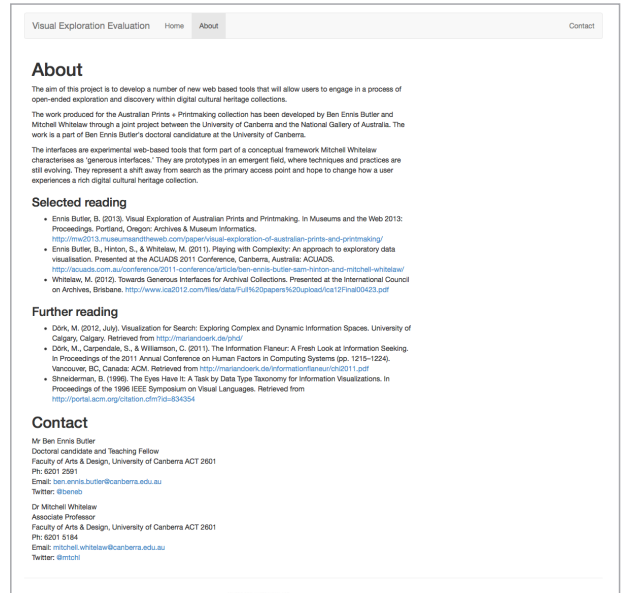 Visual Exploration Evaluation Home About Contact
About
The aim of this project is to develop a number of new web based tools that will allow users to engage in a process of
open-ended exploration and discovery within digital cultural heritage collections.
The work produced for the Australian Prints + Printmaking collection has been developed by Ben Ennis Butler and
Mitchell Whitelaw through a joint project between the University of Canberra and the National Gallery of Australia. The
work is a part of Ben Ennis Butler's doctoral candidature at the University of Canberra.
The interfaces are experimental web-based tools that form part of a conceptual framework Mitchell Whitelaw
characterises as 'generous interfaces.' They are prototypes in an emergent field, where techniques and practices are
still evolving. They represent a shift away from search as the primary access point and hope to change how a user
experiences a rich digital cultural heritage collection.
Selected reading
• Ennis Butler, B. (2013). Visual Exploration of Australian Prints and Printmaking. In Museums and the Web 2013:
Proceedings. Portland, Oregon: Archives & Museum Informatics.
http://mw2013.museumsandtheweb.com/paper/visual-exploration-of-australian-prints-and-printmaking/
• Ennis Butler, B., Hinton, S., & Whitelaw, M. (2011). Playing with Complexity: An approach to exploratory data
visualisation. Presented at the ACUADS 2011 Conference, Canberra, Australia: ACUADS.
http://acuads.com.au/conference/2011-conference/article/ben-ennis-butler-sam-hinton-and-mitchell-whitelaw/
• Whitelaw, M. (2012). Towards Generous Interfaces for Archival Collections. Presented at the International Council
on Archives, Brisbane. http://www.ica2012.com/files/data/Full%20papers%20upload/ica12Final00423.pdf
Further reading
• Dörk, M. (2012, July). Visualization for Search: Exploring Complex and Dynamic Information Spaces. University of
Calgary, Calgary. Retrieved from http://mariandoerk.de/phd/
• Dörk, M., Carpendale, S., & Williamson, C. (2011). The Information Flaneur: A Fresh Look at Information Seeking.
In Proceedings of the 2011 Annual Conference on Human Factors in Computing Systems (pp. 1215–1224).
Vancouver, BC, Canada: ACM. Retrieved from http://mariandoerk.de/informationflaneur/chi2011.pdf
• Shneiderman, B. (1996). The Eyes Have It: A Task by Data Type Taxonomy for Information Visualizations. In
Proceedings of the 1996 IEEE Symposium on Visual Languages. Retrieved from
http://portal.acm.org/citation.cfm?id=834354
Contact
Mr Ben Ennis Butler
Doctoral candidate and Teaching Fellow
Faculty of Arts & Design, University of Canberra ACT 2601
Ph: 6201 2591
Email: ben.ennis.butler@canberra.edu.au
Twitter: @beneb
Dr Mitchell Whitelaw
Associate Professor
Faculty of Arts & Design, University of Canberra ACT 2601
Ph: 6201 5184
Email: mitchell.whitelaw@canberra.edu.au
Twitter: @mtchl